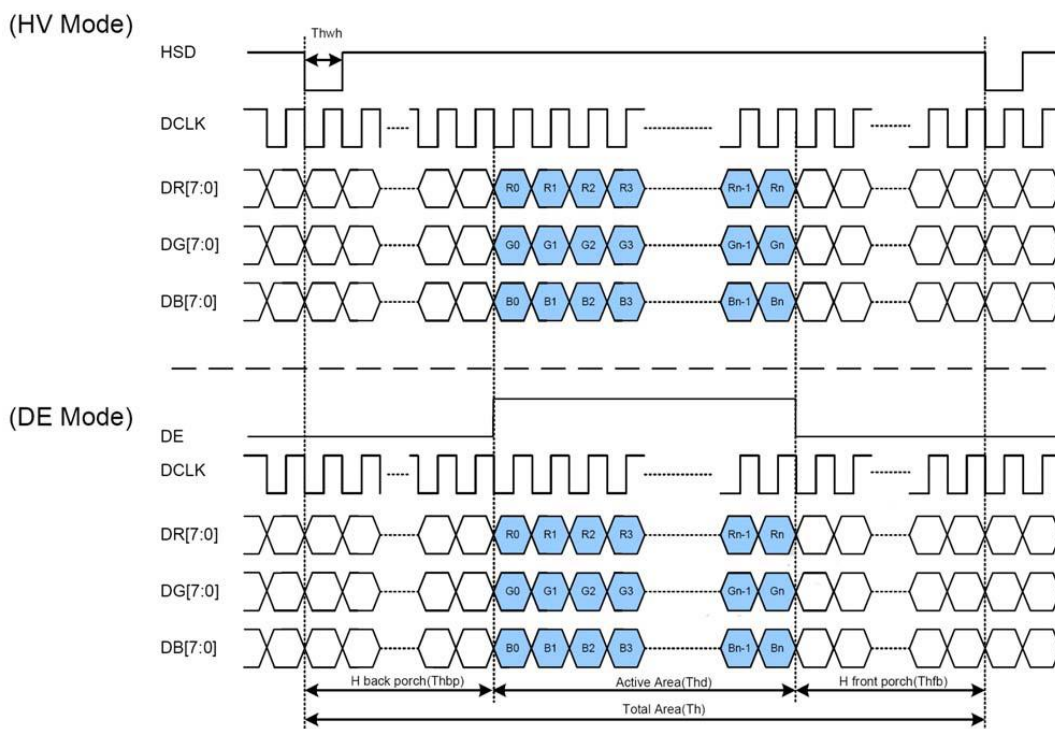 (HV Mode)
Thwh
HSD
DCLK
DR[7:0] R0 R1 R2 R3 Rn-1 Rn
DG[7:0] G0 G1 G2 G3 Gn-1 Gn
DB[7:0] B0 B1 B2 B3 Bn-1 Bn
(DE Mode)
DE
DCLK
DR[7:0] R0 R1 R2 R3 Rn-1 Rn
DG[7:0] G0 G1 G2 G3 Gn-1 Gn
DB[7:0] B0 B1 B2 B3 Bn-1 Bn
H back porch(Thbp) Active Area(Thd) H front porch(Thfb)
Total Area(Th)